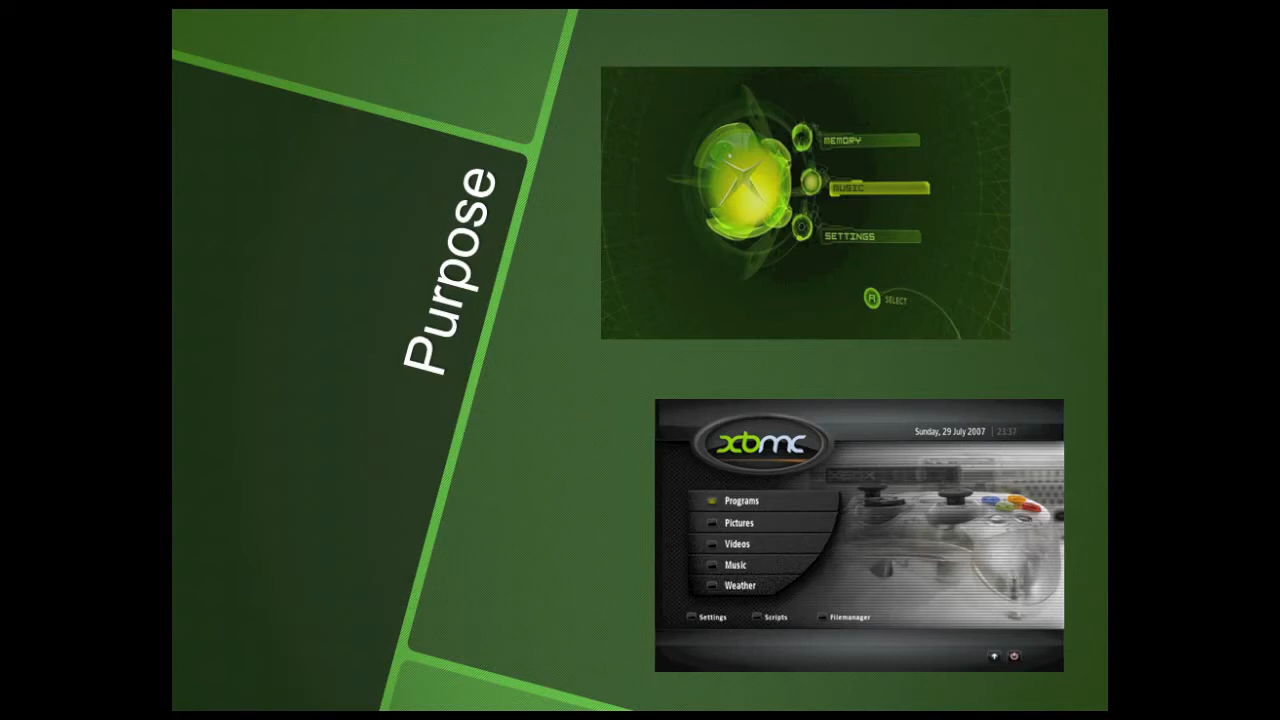 Purpose
MEMORY
MUSIC
SETTINGS
A SELECT
xbmc
Sunday, 29 July 2007 | 23:37
Programs
Pictures
Videos
Music
Weather
Settings Scripts Filemanager